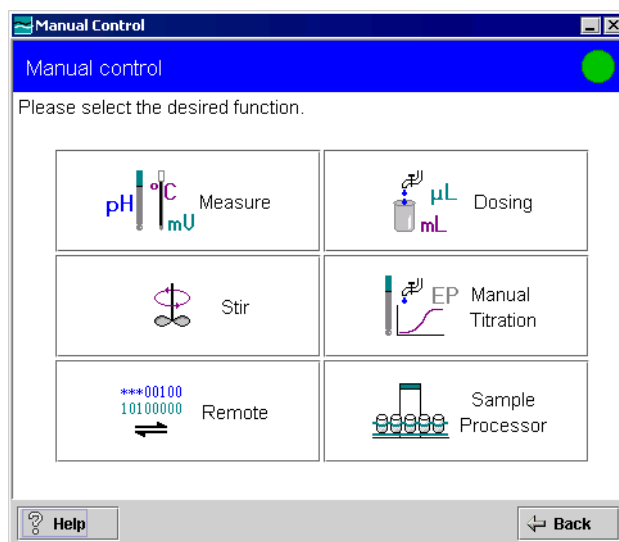 Manual Control
Manual control
Please select the desired function.
pH °C mV Measure
µL mL Dosing
Stir
EP Manual
Titration
***00100
10100000
Remote
Sample
Processor
? Help
Back